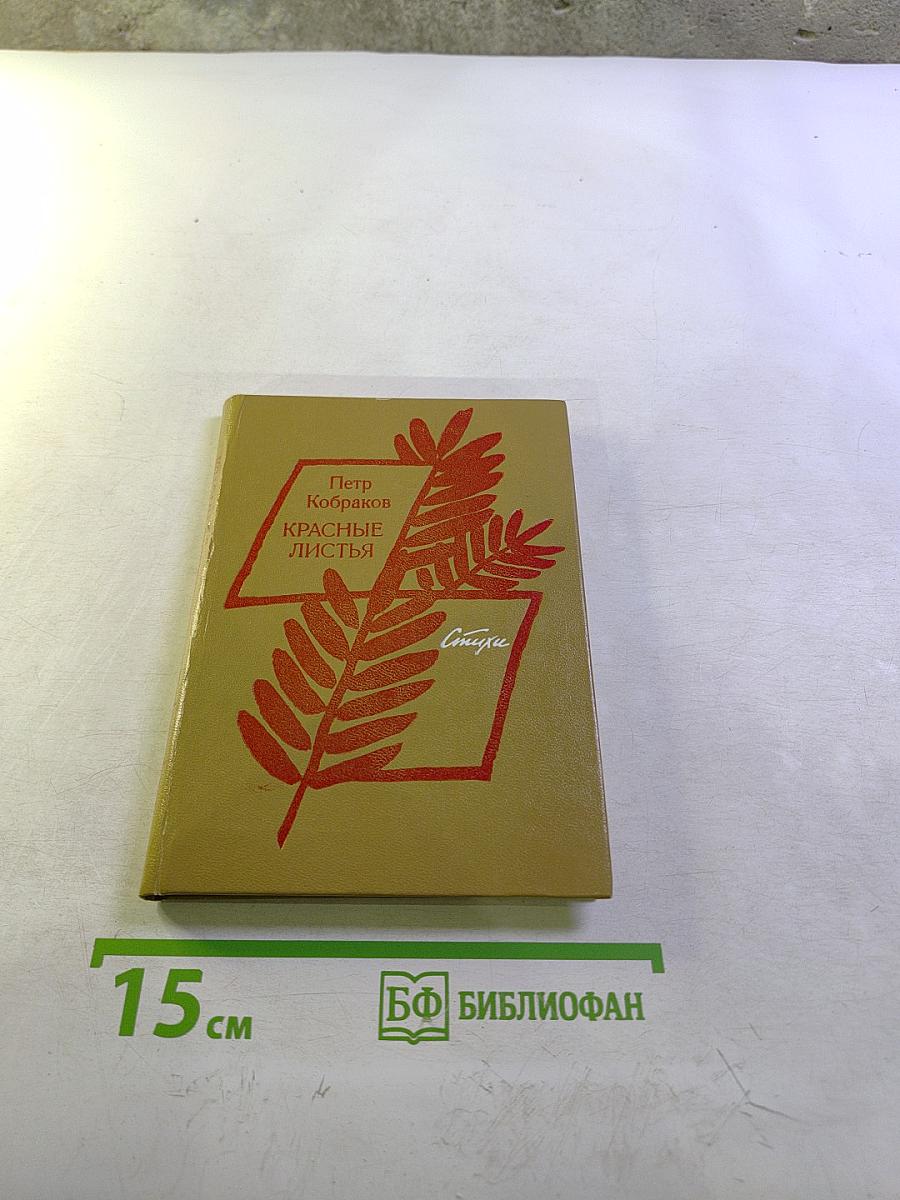 Петр
Кобраков
КРАСНЫЕ
ЛИСТЬЯ
Стихи
15 см
БФ БИБЛИОФАН